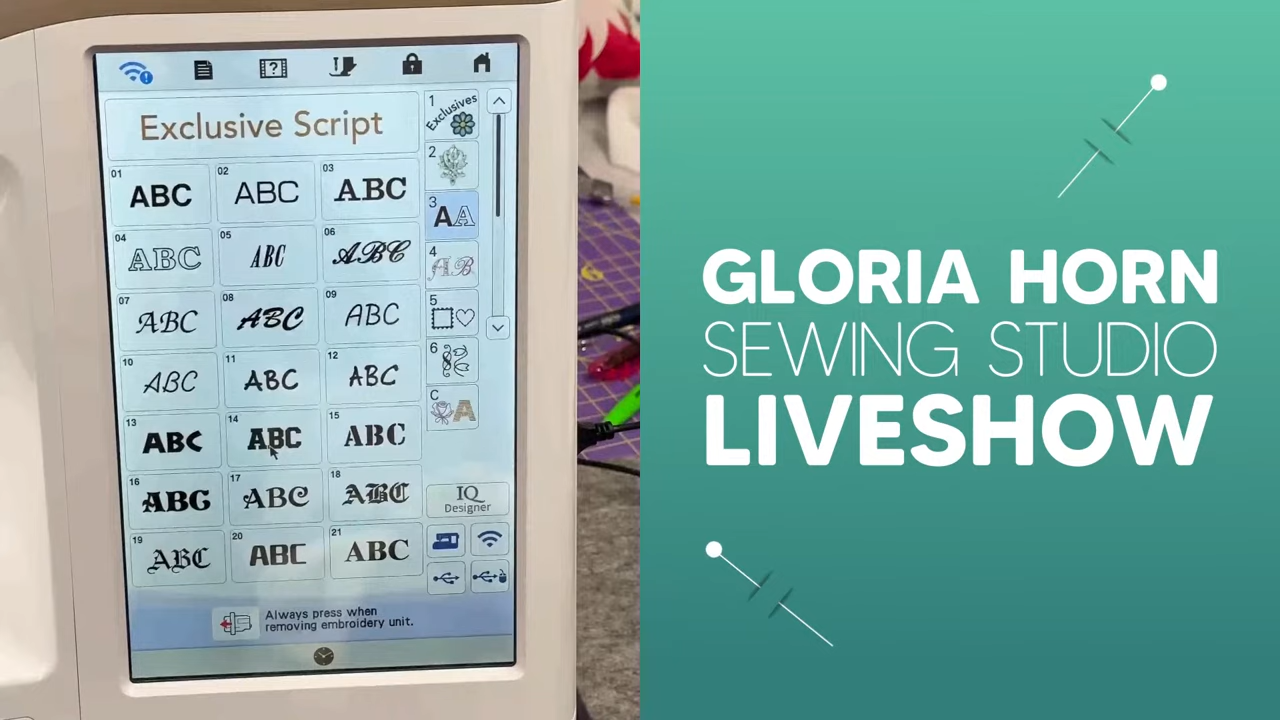 Exclusive Script
01 ABC
02 ABC
03 ABC
04 ABC
05 ABC
06 ABC
07 ABC
08 ABC
09 ABC
10 ABC
11 ABC
12 ABC
13 ABC
14 ABC
15 ABC
16 ABC
17 ABC
18 ABC
19 ABC
20 ABC
21 ABC
1 Exclusives
2
3 AA
4 AB
5
6
C A
IQ
Designer
Always press when
removing embroidery unit.
6
GLORIA HORN
SEWING STUDIO
LIVESHOW